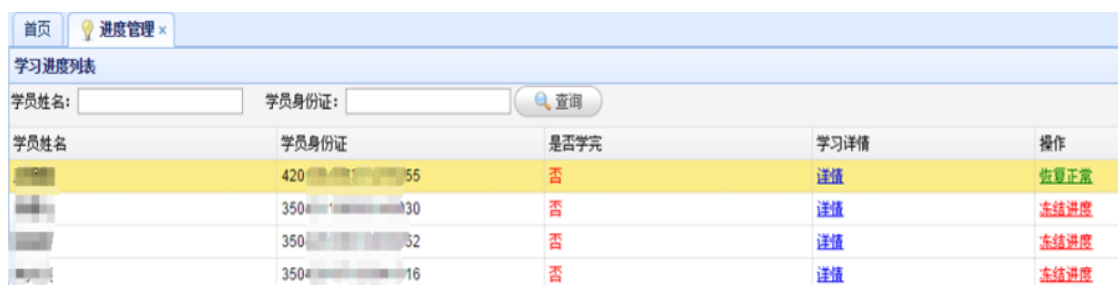 首页 进度管理 ×
学习进度列表
学员姓名: 学员身份证: 查询
学员姓名 学员身份证 是否学完 学习详情 操作
420 55 否 详情 恢复正常
350 30 否 详情 冻结进度
350 52 否 详情 冻结进度
350 16 否 详情 冻结进度